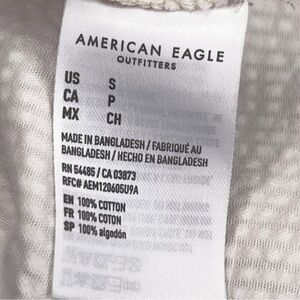 AMERICAN EAGLE
OUTFITTERS
US S
CA P
MX CH
MADE IN BANGLADESH / FABRIQUÉ AU
BANGLADESH / HECHO EN BANGLADESH
RN 54485 / CA 03873
RFC# AEM120605U9A
EN 100% COTTON
FR 100% COTON
SP 100% algodón